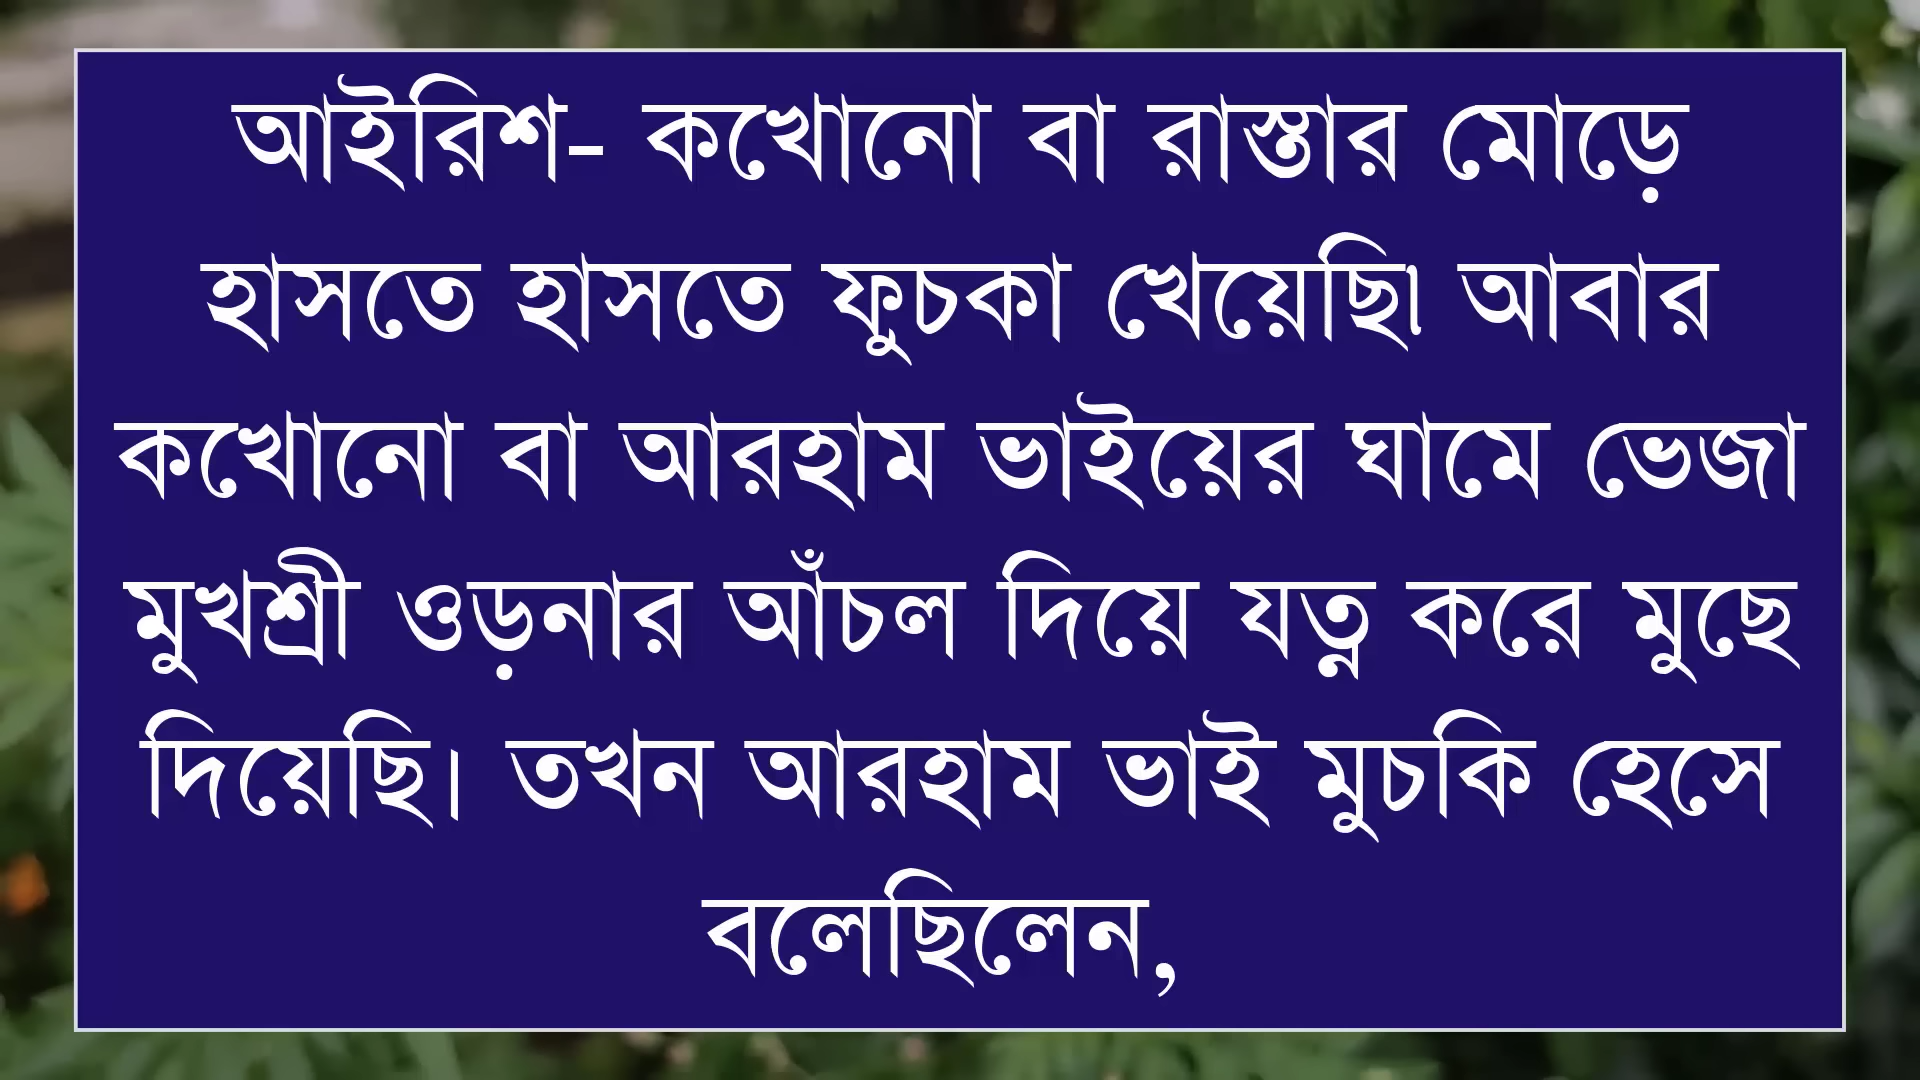 আইরিশ- কখোনো বা রাস্তার মোড়ে
হাসতে হাসতে ফুচকা খেয়েছি৷ আবার
কখোনো বা আরহাম ভাইয়ের ঘামে ভেজা
মুখশ্রী ওড়নার আঁচল দিয়ে যত্ন করে মুছে
দিয়েছি। তখন আরহাম ভাই মুচকি হেসে
বলেছিলেন,